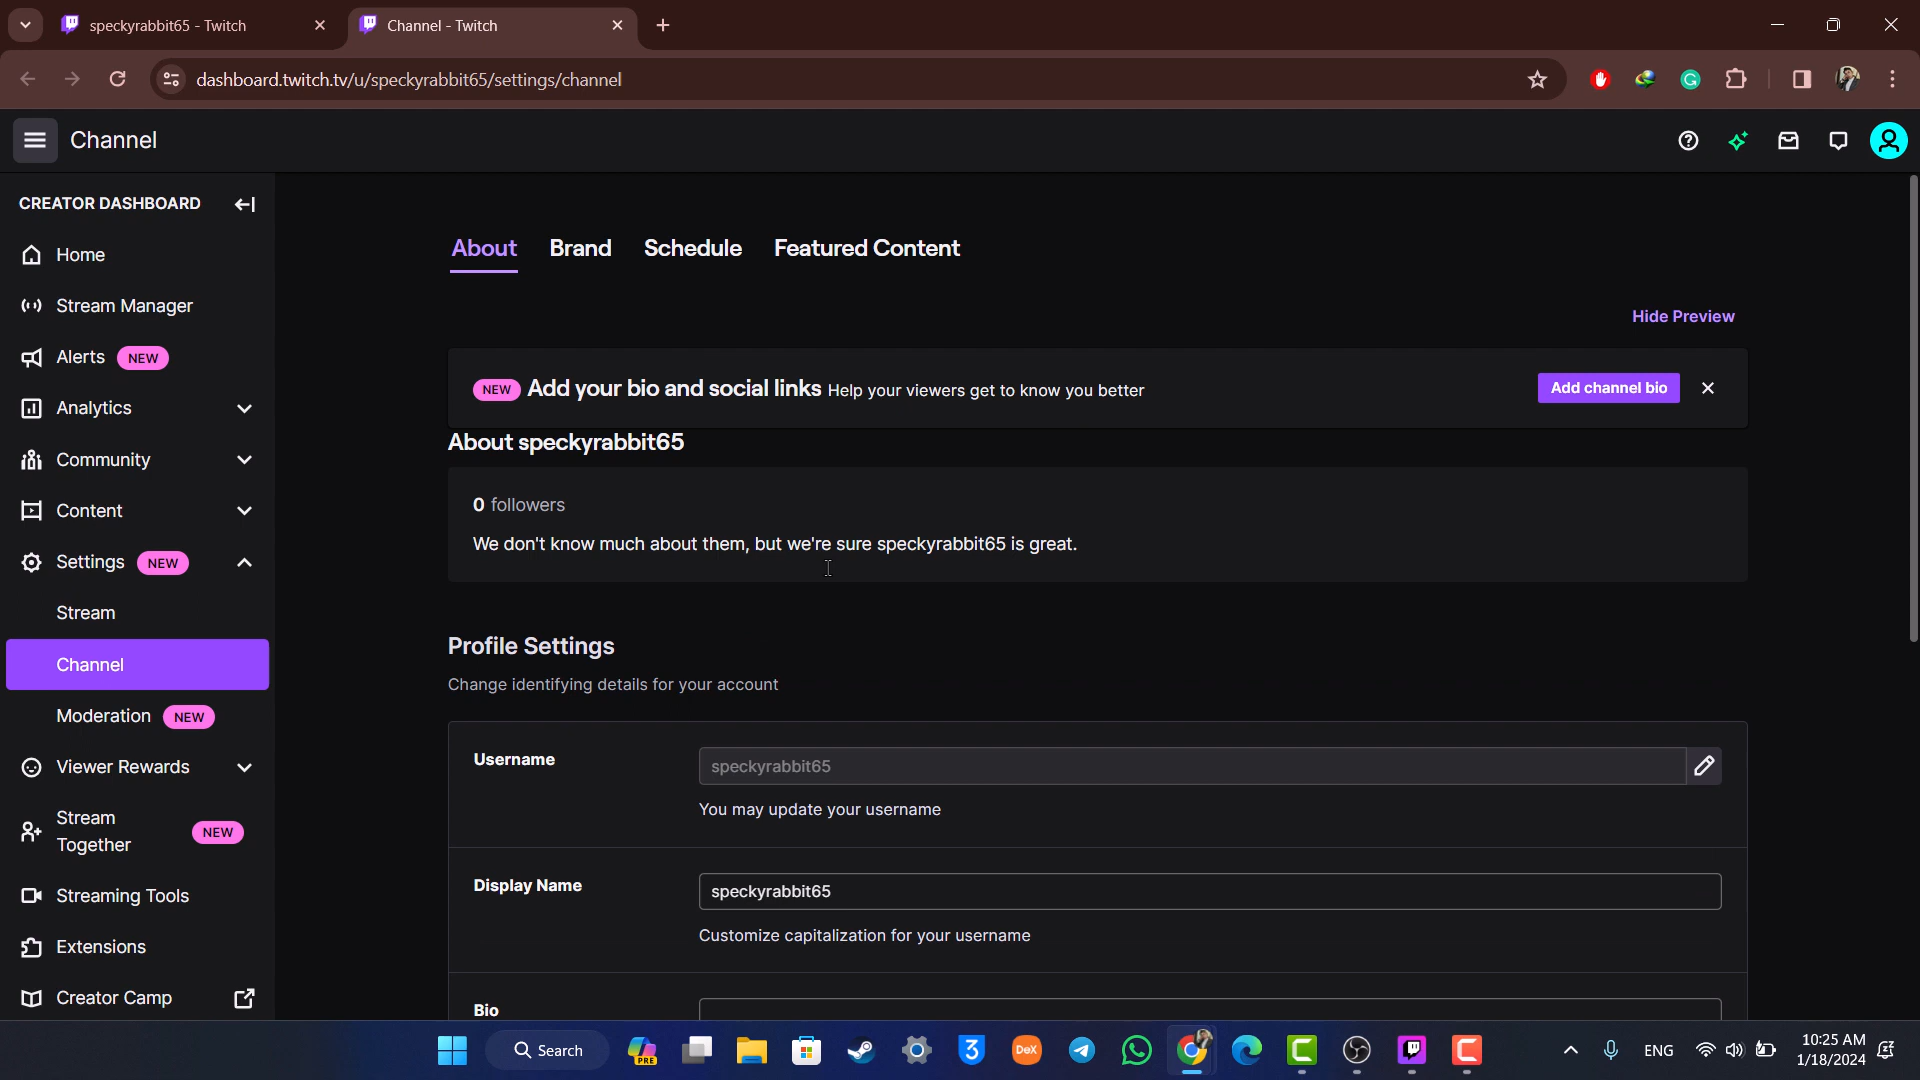 speckyrabbit65 - Twitch
Channel - Twitch
dashboard.twitch.tv/u/speckyrabbit65/settings/channel
Channel
CREATOR DASHBOARD
Home
Stream Manager
Alerts NEW
Analytics
Community
Content
Settings NEW
Stream
Channel
Moderation NEW
Viewer Rewards
Stream
Together NEW
Streaming Tools
Extensions
Creator Camp
About Brand Schedule Featured Content
Hide Preview
NEW Add your bio and social links Help your viewers get to know you better Add channel bio
About speckyrabbit65
0 followers
We don't know much about them, but we're sure speckyrabbit65 is great.
Profile Settings
Change identifying details for your account
Username speckyrabbit65
You may update your username
Display Name speckyrabbit65
Customize capitalization for your username
Bio
Search
PRE
3
DeX
ENG
10:25 AM
1/18/2024